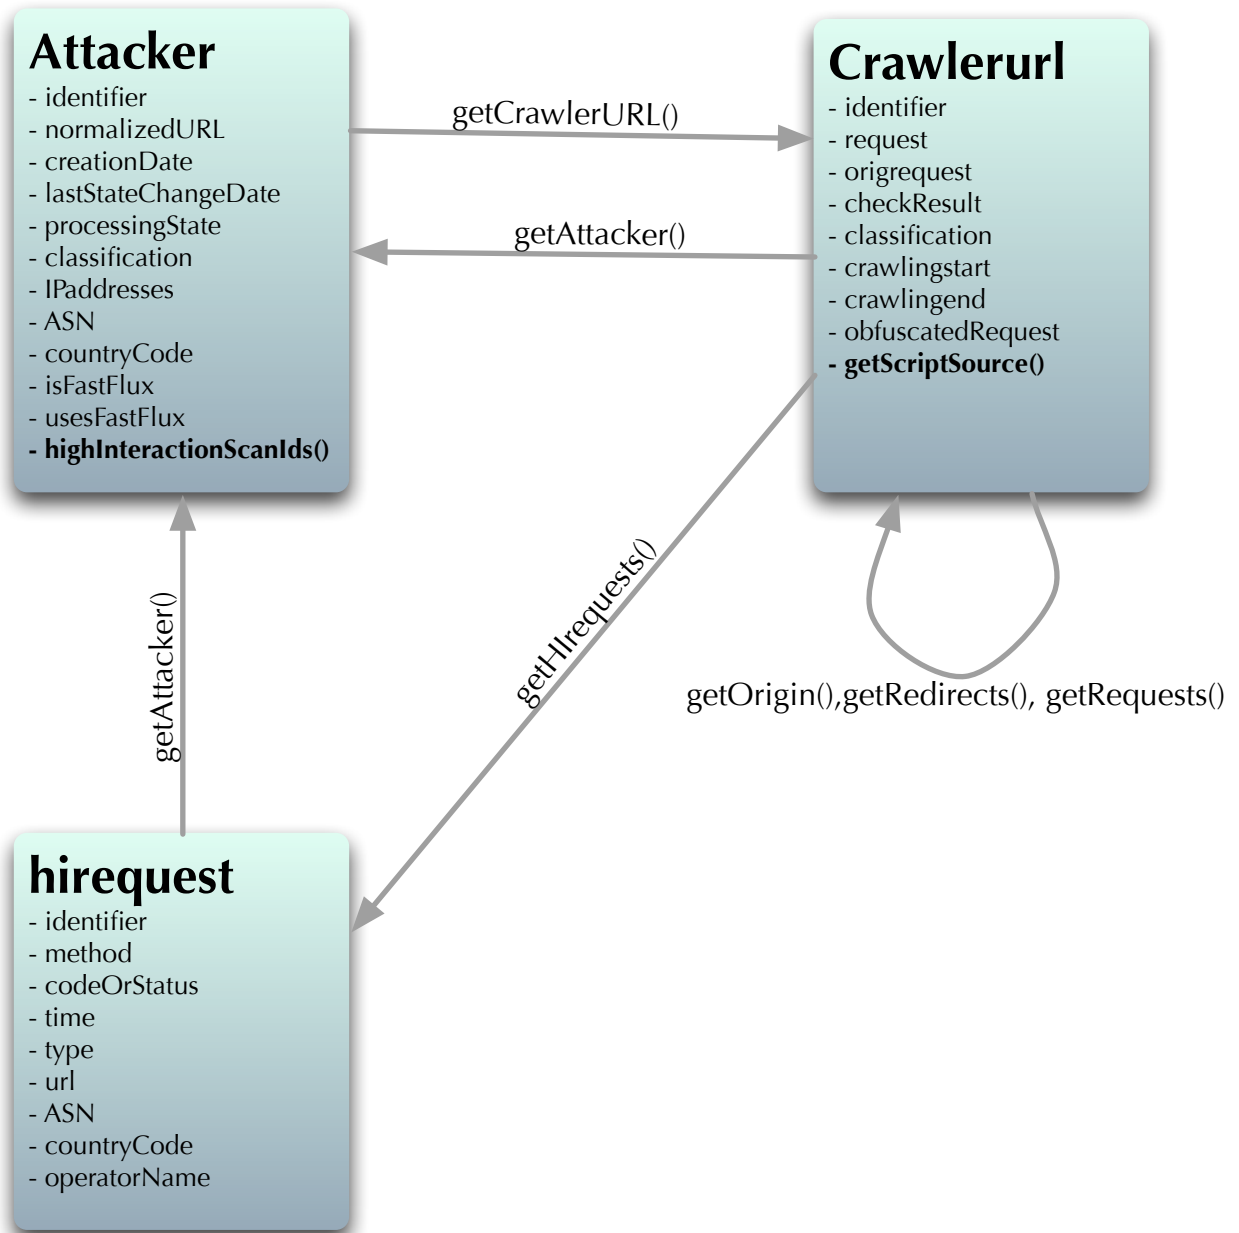 Attacker
- identifier
- normalizedURL
- creationDate
- lastStateChangeDate
- processingState
- classification
- IPaddresses
- ASN
- countryCode
- isFastFlux
- usesFastFlux
- highInteractionScanIds()
getCrawlerURL()
getAttacker()
Crawlerurl
- identifier
- request
- origrequest
- checkResult
- classification
- crawlingstart
- crawlingend
- obfuscatedRequest
- getScriptSource()
getHIrequests()
getAttacker()
getOrigin(),getRedirects(), getRequests()
hirequest
- identifier
- method
- codeOrStatus
- time
- type
- url
- ASN
- countryCode
- operatorName